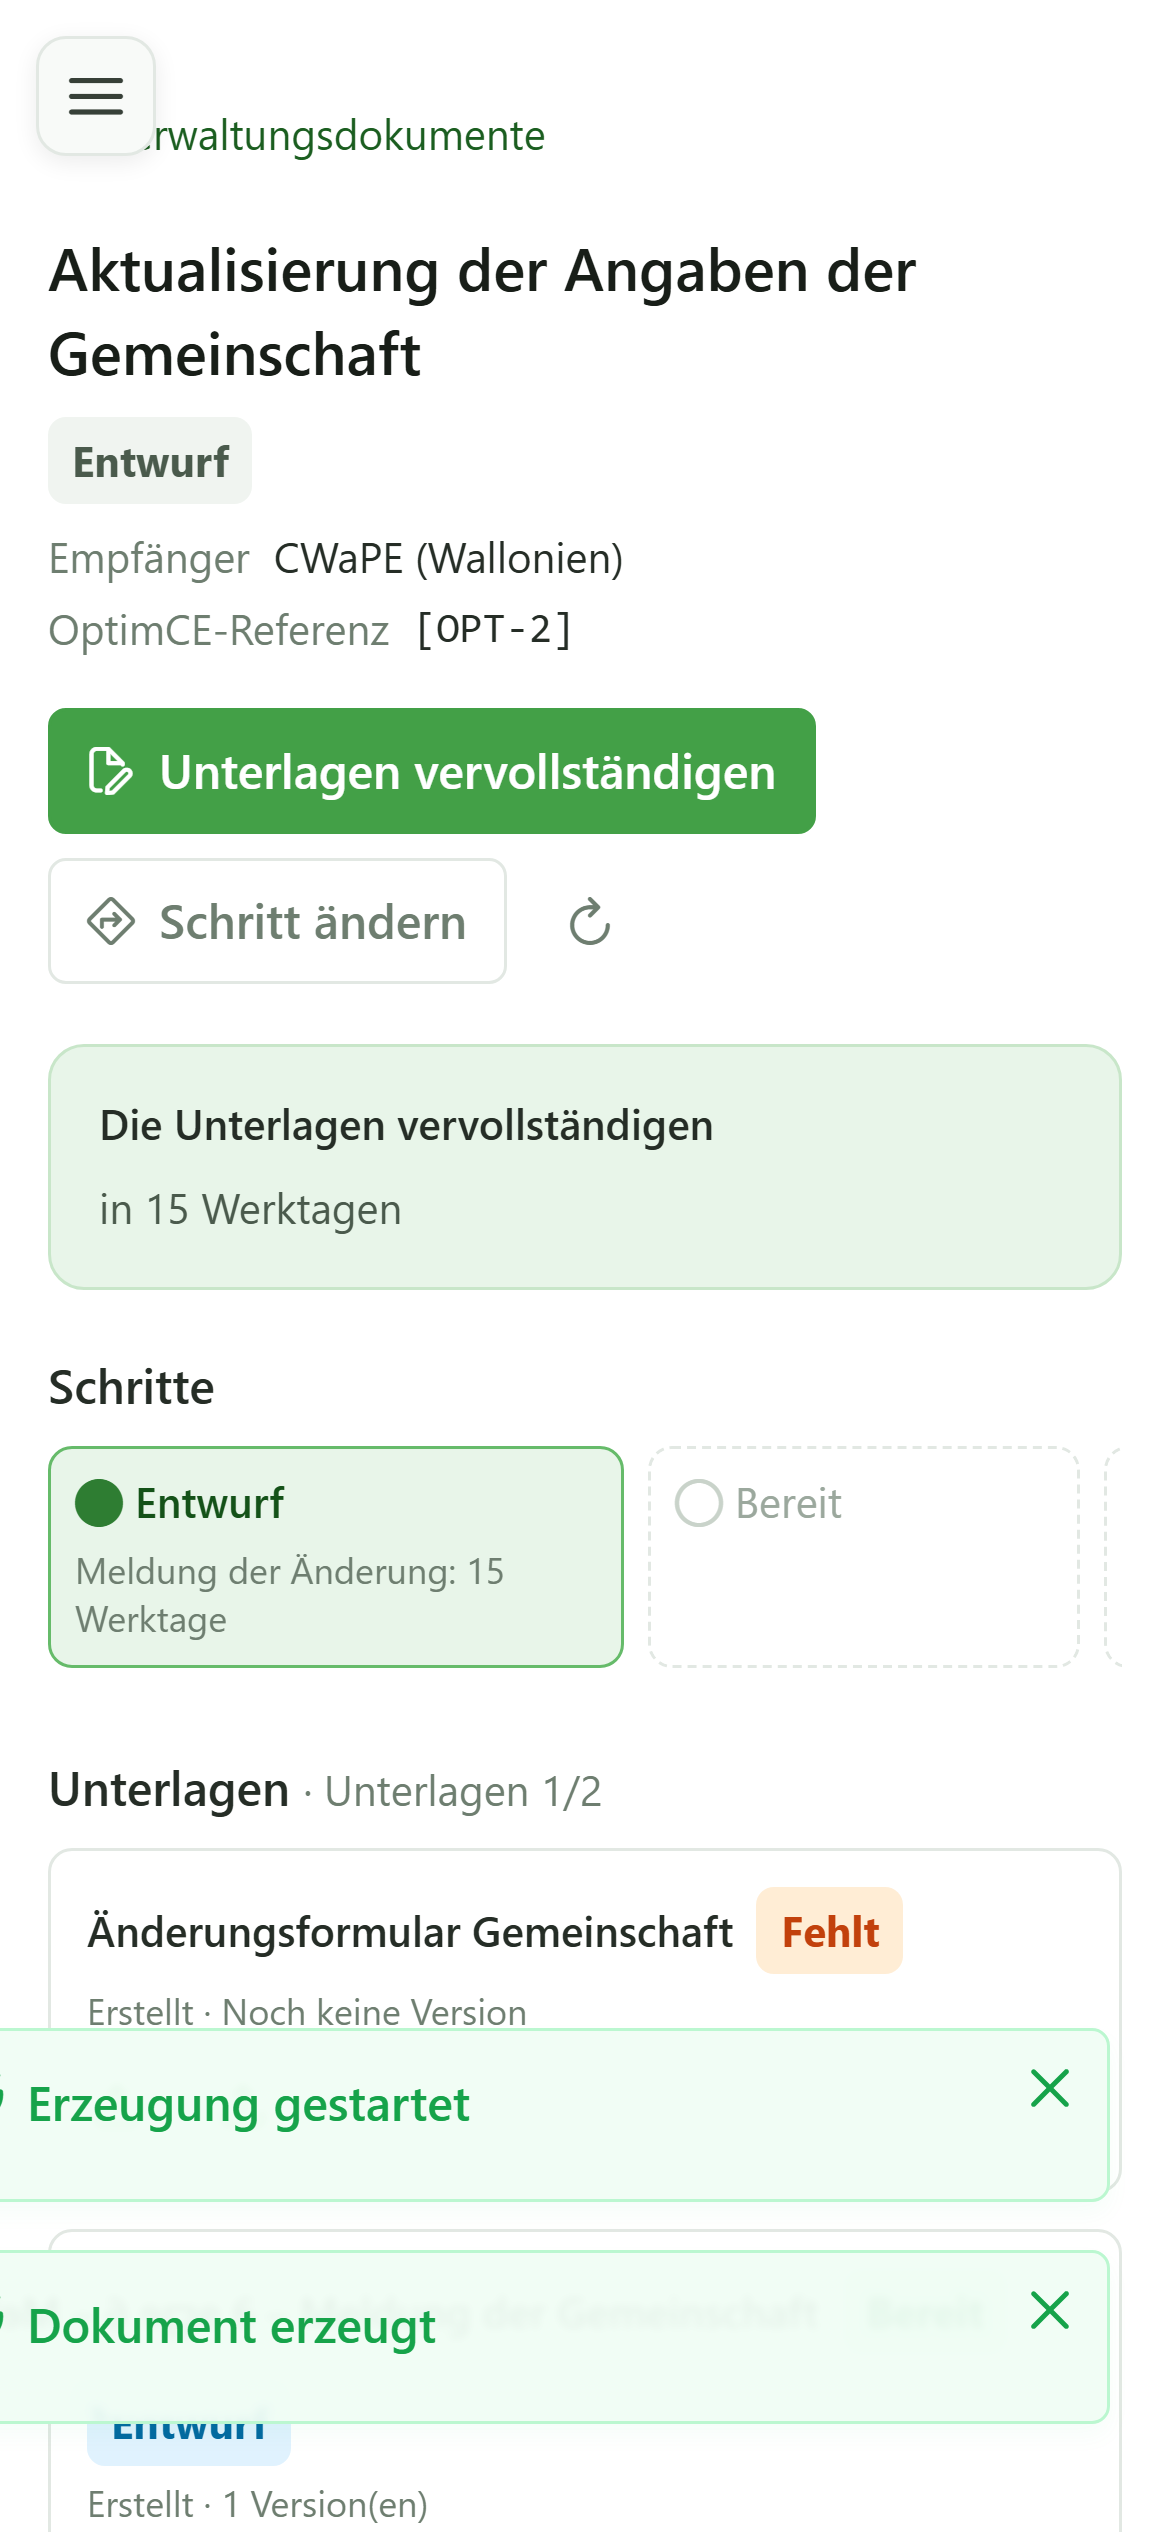 rwaltungsdokumente
Aktualisierung der Angaben der
Gemeinschaft
Entwurf
Empfänger CWaPE (Wallonien)
OptimCE-Referenz [OPT-2]
Unterlagen vervollständigen
Schritt ändern
Die Unterlagen vervollständigen
in 15 Werktagen
Schritte
Entwurf
Bereit
Meldung der Änderung: 15
Werktage
Unterlagen · Unterlagen 1/2
Änderungsformular Gemeinschaft Fehlt
Erstellt · Noch keine Version
Erzeugung gestartet
Dokument erzeugt
Entwurf
Erstellt · 1 Version(en)